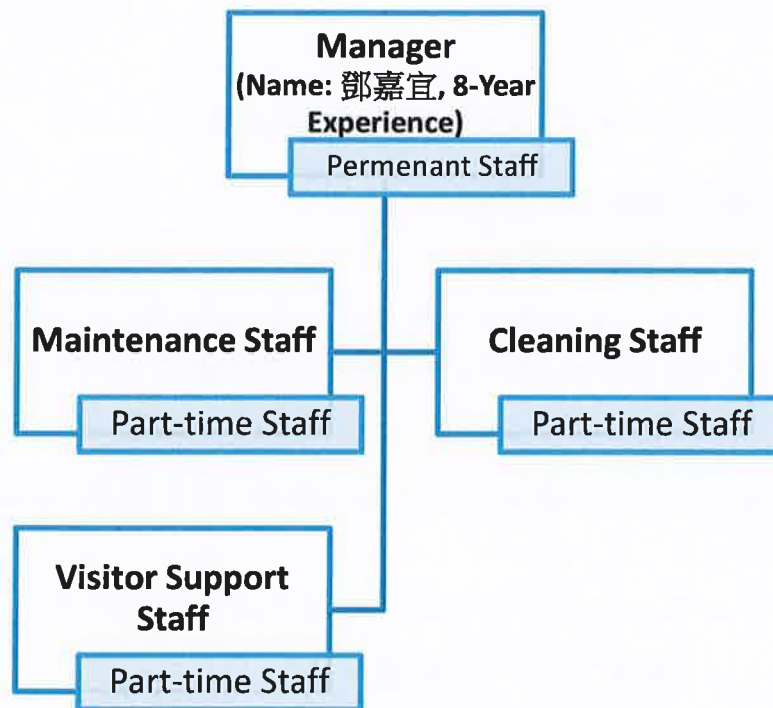 Manager
(Name: 鄧嘉宜, 8-Year
Experience)
Permenant Staff
Maintenance Staff
Part-time Staff
Cleaning Staff
Part-time Staff
Visitor Support
Staff
Part-time Staff